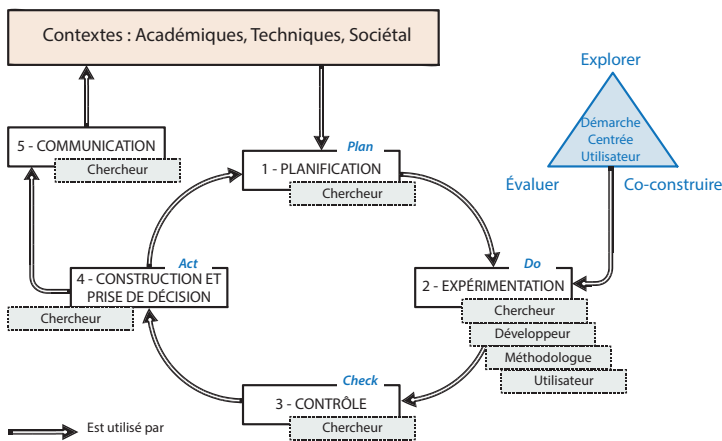 Contextes : Académiques, Techniques, Sociétal
Explorer
Démarche
Centrée
Utilisateur
Évaluer
Co-construire
5 - COMMUNICATION
Chercheur
Plan
1 - PLANIFICATION
Chercheur
Act
4 - CONSTRUCTION ET
PRISE DE DÉCISION
Chercheur
Do
2 - EXPÉRIMENTATION
Chercheur
Développeur
Méthodologue
Utilisateur
Check
3 - CONTRÔLE
Chercheur
Est utilisé par